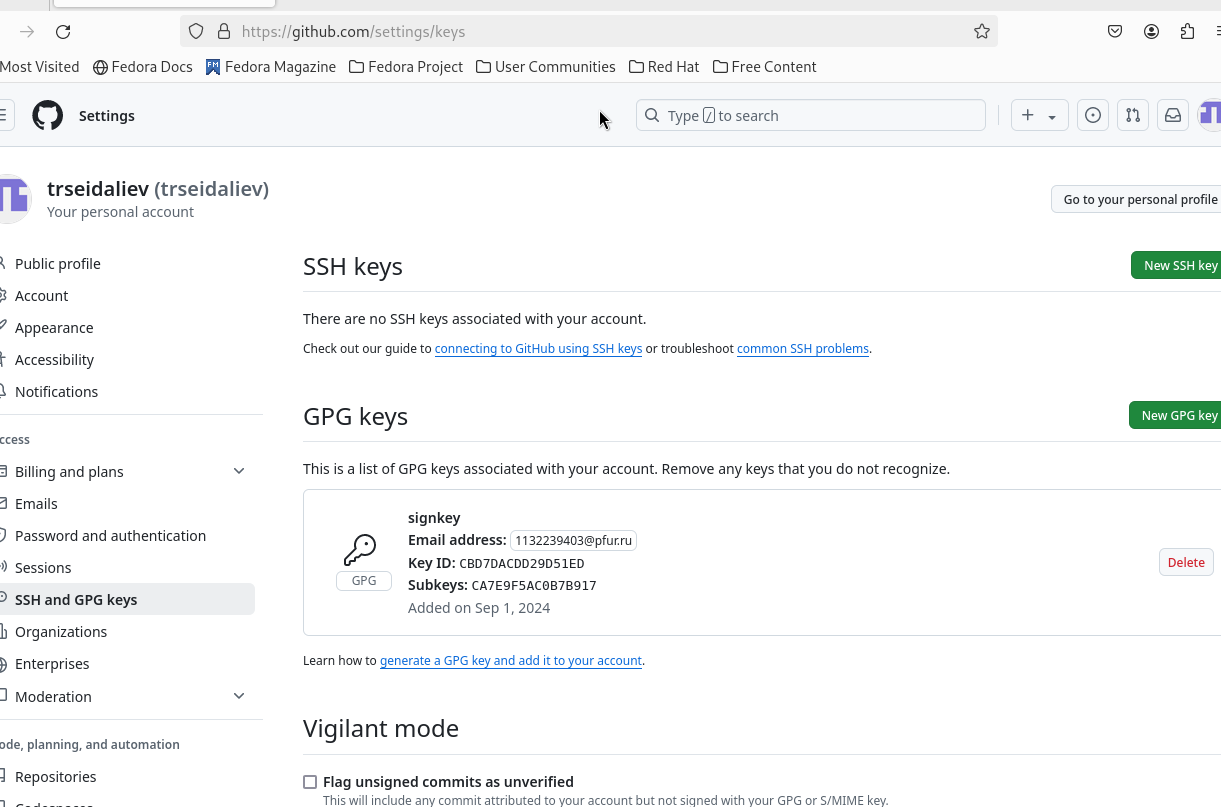 https://github.com/settings/keys
Most Visited Fedora Docs Fedora Magazine Fedora Project User Communities Red Hat Free Content
Settings
Type / to search
trseidaliev (trseidaliev)
Your personal account
Go to your personal profile
Public profile
Account
Appearance
Accessibility
Notifications
ccess
Billing and plans
Emails
Password and authentication
Sessions
SSH and GPG keys
Organizations
Enterprises
Moderation
ode, planning, and automation
Repositories
SSH keys
New SSH key
There are no SSH keys associated with your account.
Check out our guide to connecting to GitHub using SSH keys or troubleshoot common SSH problems.
GPG keys
New GPG key
This is a list of GPG keys associated with your account. Remove any keys that you do not recognize.
GPG
signkey
Email address: 1132239403@pfur.ru
Key ID: CBD7DACDD29D51ED
Subkeys: CA7E9F5AC0B7B917
Added on Sep 1, 2024
Delete
Learn how to generate a GPG key and add it to your account.
Vigilant mode
Flag unsigned commits as unverified
This will include any commit attributed to your account but not signed with your GPG or S/MIME key.